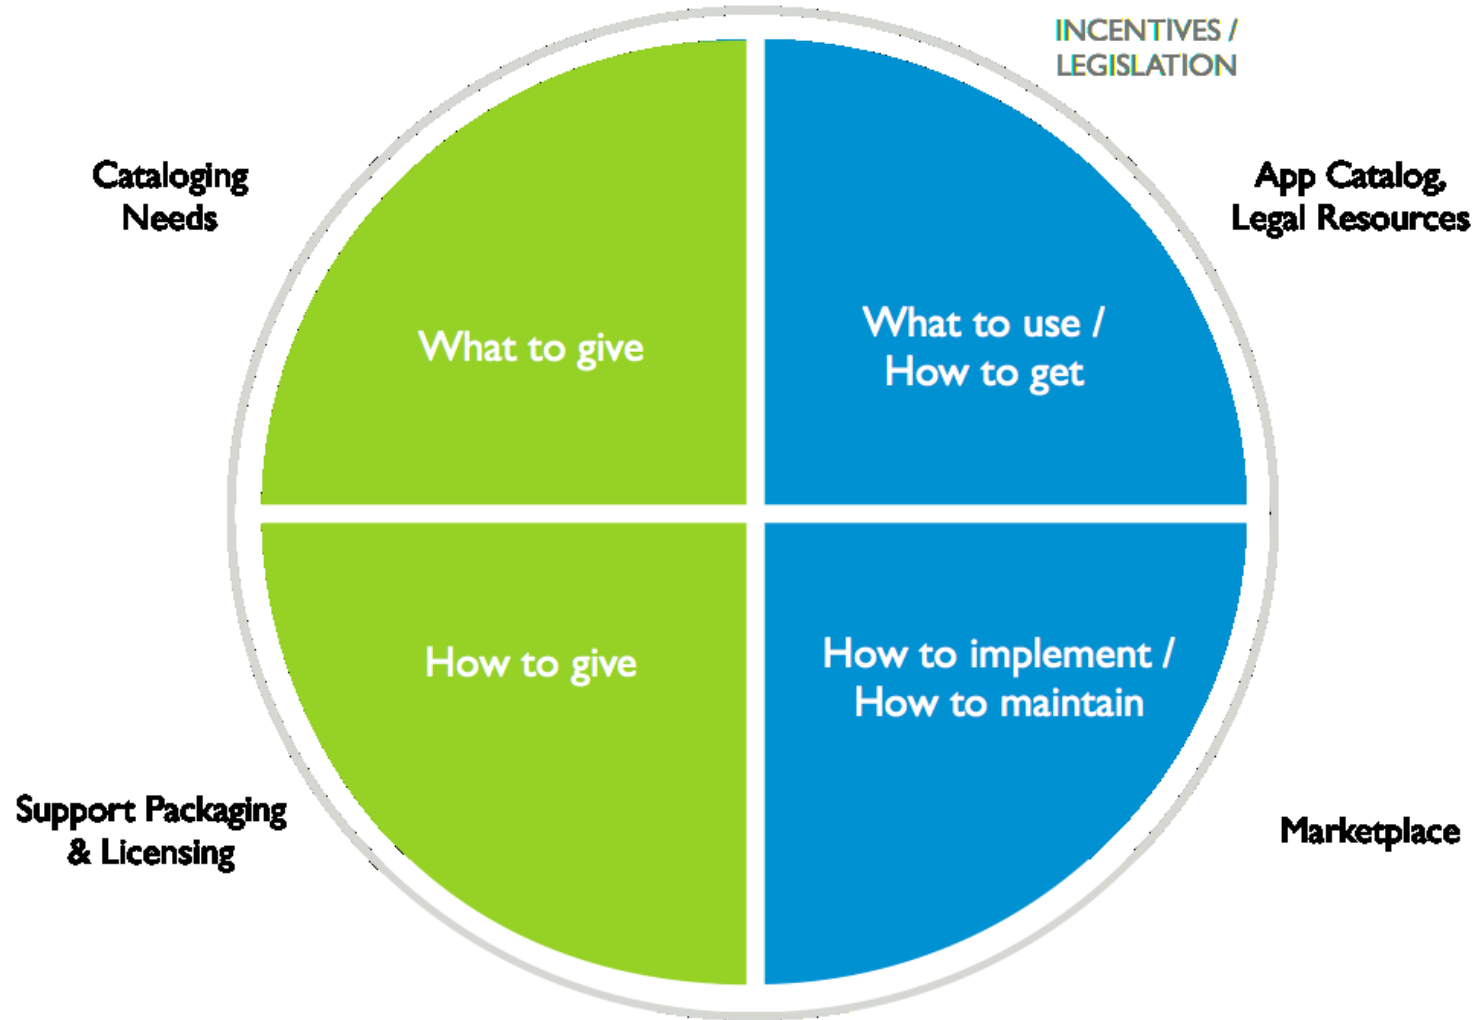 INCENTIVES /
LEGISLATION
Cataloging
Needs
App Catalog,
Legal Resources
What to give
What to use /
How to get
How to give
How to implement /
How to maintain
Support Packaging
& Licensing
Marketplace